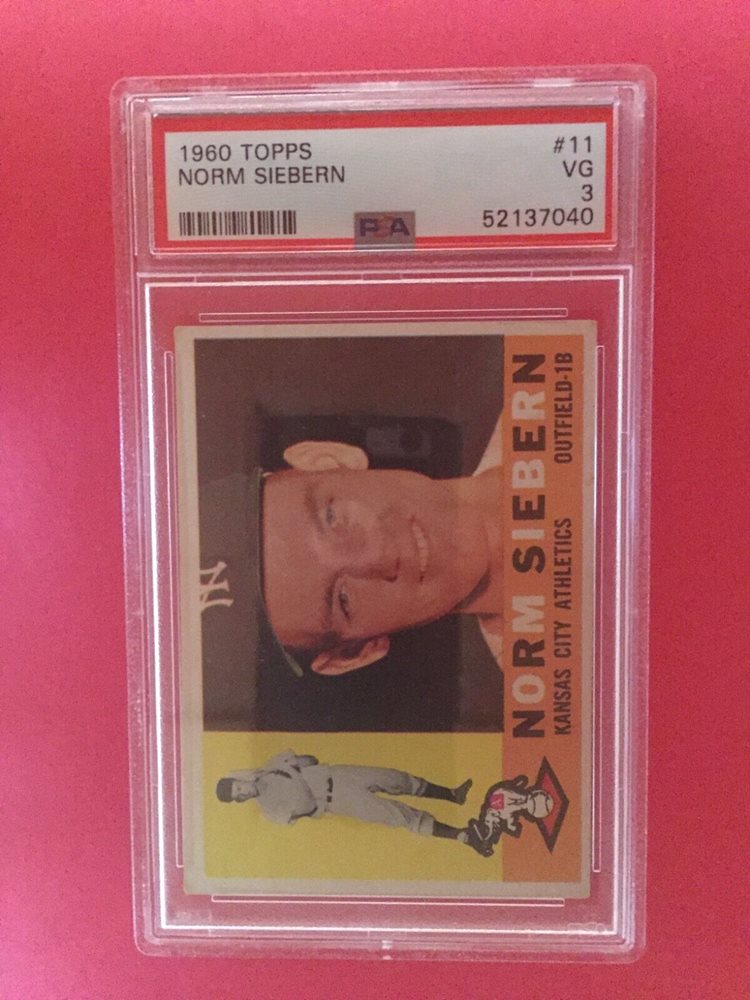 1960 TOPPS #11
NORM SIEBERN VG
3
PSA 52137040
NY
NORM SIEBERN
KANSAS CITY ATHLETICS OUTFIELD-1B